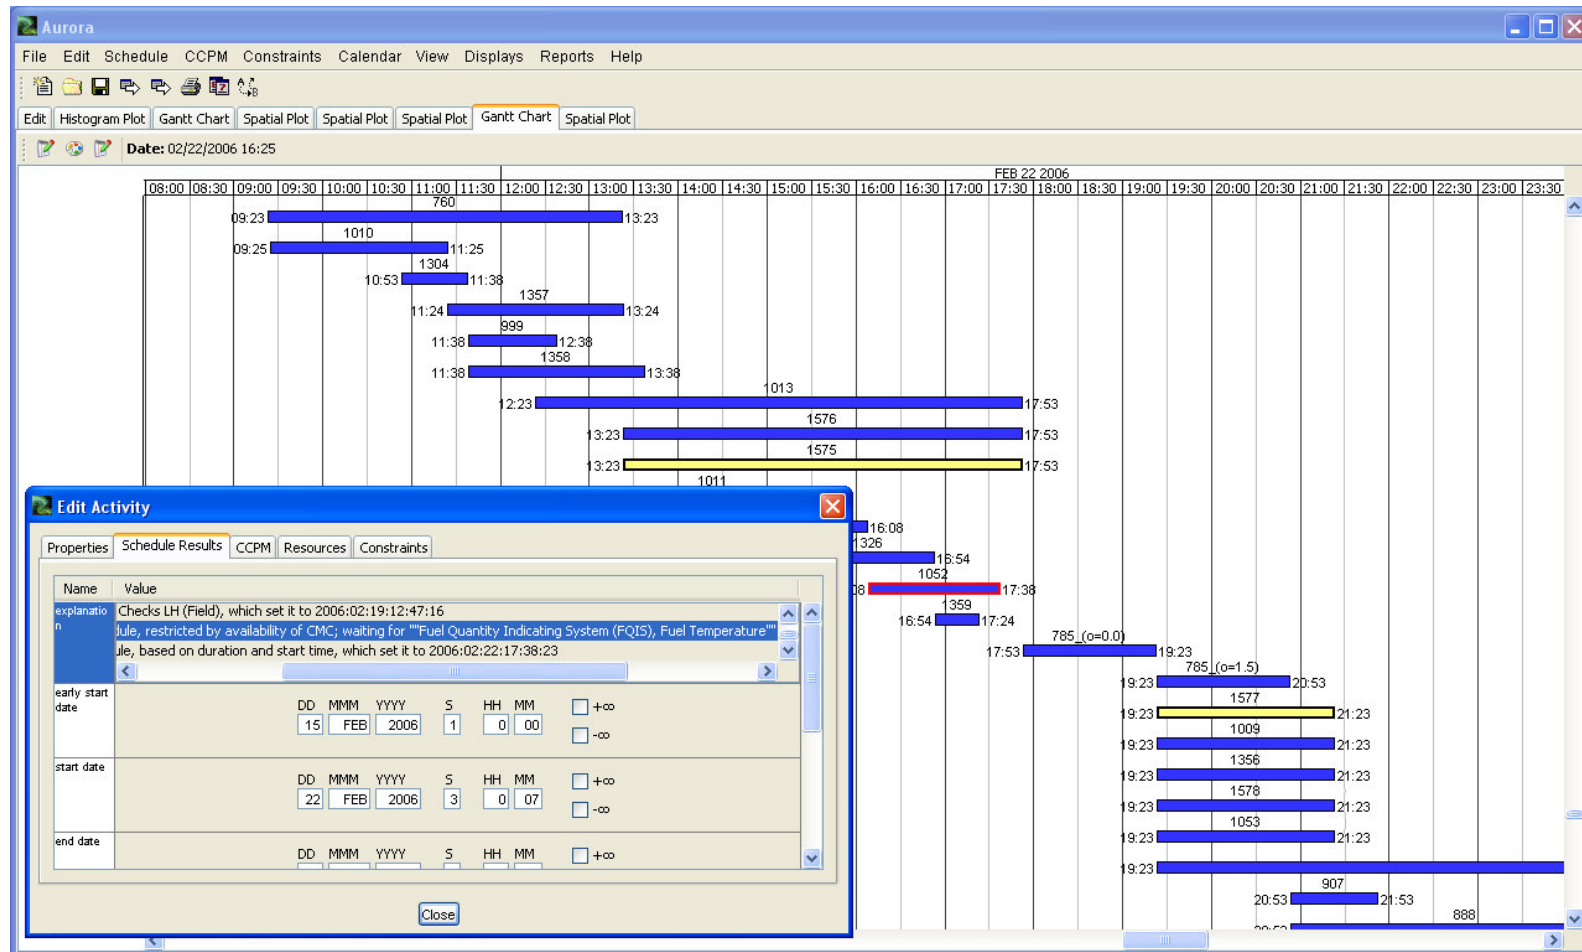 Aurora
File Edit Schedule CCPM Constraints Calendar View Displays Reports Help
Edit Histogram Plot Gantt Chart Spatial Plot Spatial Plot Spatial Plot Gantt Chart Spatial Plot
Date: 02/22/2006 16:25
FEB 22 2006
08:00 08:30 09:00 09:30 10:00 10:30 11:00 11:30 12:00 12:30 13:00 13:30 14:00 14:30 15:00 15:30 16:00 16:30 17:00 17:30 18:00 18:30 19:00 19:30 20:00 20:30 21:00 21:30 22:00 22:30 23:00 23:30
760
09:23 13:23
1010
09:25 11:25
1304
10:53 11:38
1357
11:24 13:24
999
11:38 12:38
1358
11:38 13:38
1013
12:23 17:53
1576
13:23 17:53
1575
13:23 17:53
1011
16:08
1326
16:54
1052
17:38
1359
16:54 17:24
785_(o=0.0)
17:53 19:23
785_(o=1.5)
19:23 20:53
1577
19:23 21:23
1009
19:23 21:23
1356
19:23 21:23
1578
19:23 21:23
1053
19:23 21:23
19:23
907
20:53 21:53
888
Edit Activity
Properties Schedule Results CCPM Resources Constraints
Name Value
explanatio
n
Checks LH (Field), which set it to 2006:02:19:12:47:16
dule, restricted by availability of CMC; waiting for ""Fuel Quantity Indicating System (FQIS), Fuel Temperature""
ule, based on duration and start time, which set it to 2006:02:22:17:38:23
early start
date
DD MMM YYYY S HH MM +∞
15 FEB 2006 1 0 00
-∞
start date
DD MMM YYYY S HH MM +∞
22 FEB 2006 3 0 07
-∞
end date
DD MMM YYYY S HH MM +∞
Close